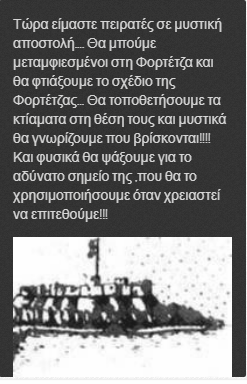 Τώρα είμαστε πειρατές σε μυστική
αποστολή.... Θα μπούμε
μεταμφιεσμένοι στη Φορτέτζα και
θα φτιάξουμε το σχέδιο της
Φορτέτζας... Θα τοποθετήσουμε τα
κτίαματα στη θέση τους και μυστικά
θα γνωρίζουμε που βρίσκονται!!!!
Και φυσικά θα ψάξουμε για το
αδύνατο σημείο της ,που θα το
χρησιμοποιήσουμε όταν χρειαστεί
να επιτεθούμε!!!